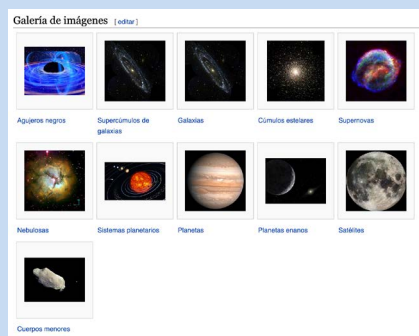 Galería de imágenes [ editar ]
Agujeros negros
Supercúmulos de
galaxias
Galaxias
Cúmulos estelares
Supernovas
Nebulosas
Sistemas planetarios
Planetas
Planetas enanos
Satélites
Cuerpos menores